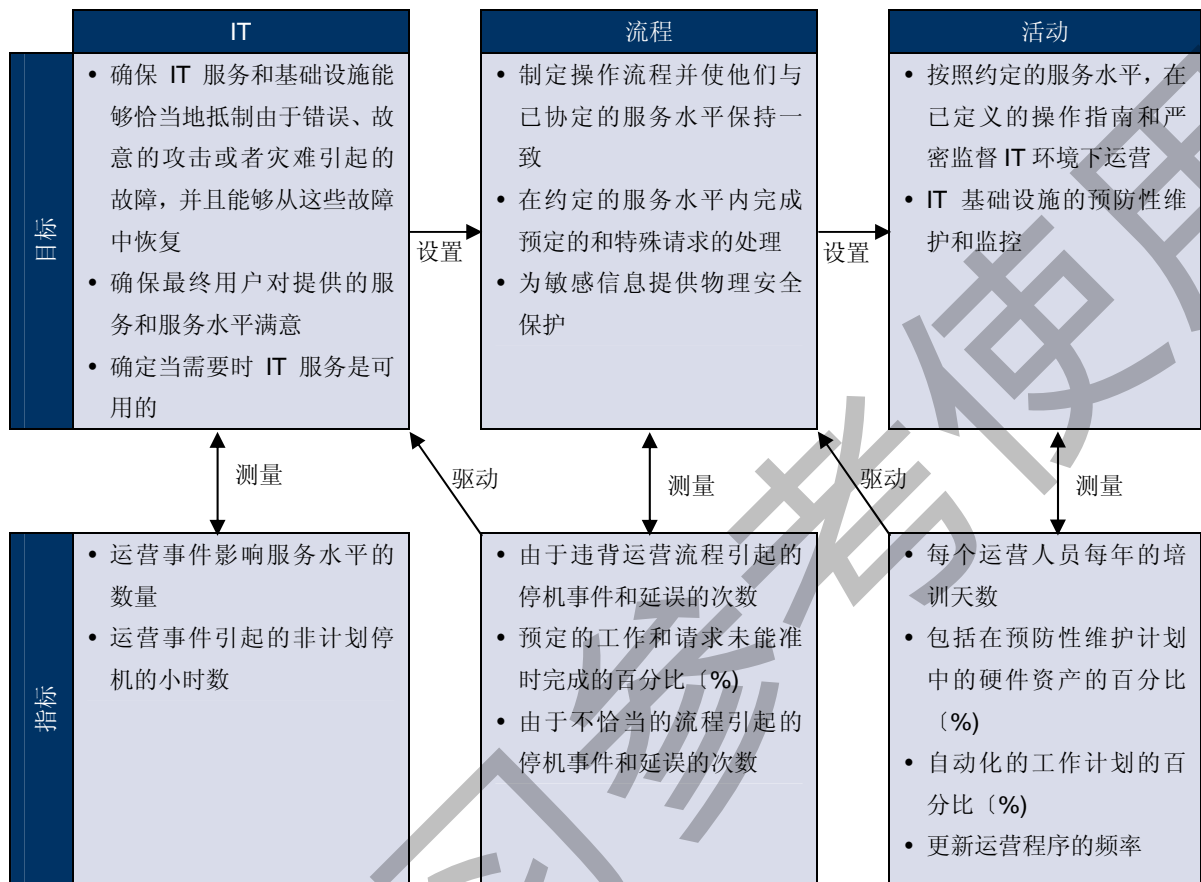 IT
流程
活动
目标
• 确保 IT 服务和基础设施能
够恰当地抵制由于错误、故
意的攻击或者灾难引起的
故障，并且能够从这些故障
中恢复
• 确保最终用户对提供的服
务和服务水平满意
• 确定当需要时 IT 服务是可
用的
设置
• 制定操作流程并使他们与
已协定的服务水平保持一
致
• 在约定的服务水平内完成
预定的和特殊请求的处理
• 为敏感信息提供物理安全
保护
设置
• 按照约定的服务水平，在
已定义的操作指南和严
密监督 IT 环境下运营
• IT 基础设施的预防性维
护和监控
测量
驱动
测量
驱动
测量
指标
• 运营事件影响服务水平的
数量
• 运营事件引起的非计划停
机的小时数
• 由于违背运营流程引起的
停机事件和延误的次数
• 预定的工作和请求未能准
时完成的百分比〔%)
• 由于不恰当的流程引起的
停机事件和延误的次数
• 每个运营人员每年的培
训天数
• 包括在预防性维护计划
中的硬件资产的百分比
〔%)
• 自动化的工作计划的百
分比〔%)
• 更新运营程序的频率
参考使用